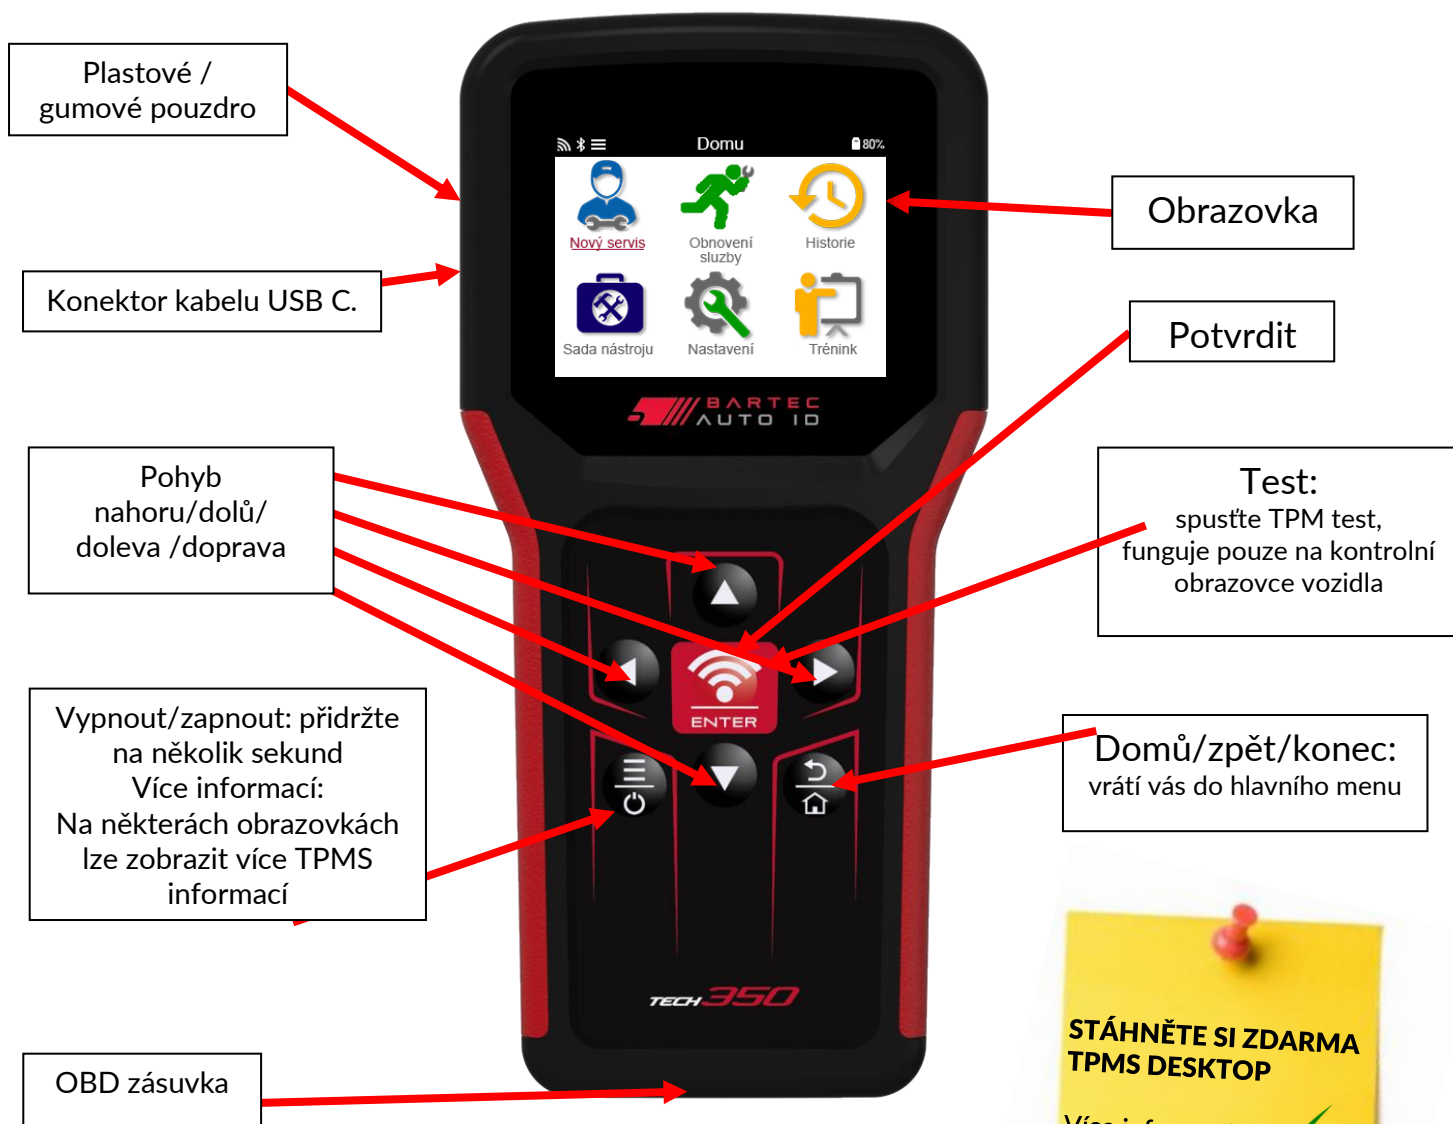 Plastové /
gumové pouzdro
Konektor kabelu USB C.
Pohyb
nahoru/dolů/
doleva /doprava
Vypnout/zapnout: přidržte
na několik sekund
Více informací:
Na některách obrazovkách
lze zobrazit více TPMS
informací
OBD zásuvka
Domu
80%
Nový servis
Obnovení
sluzby
Historie
Sada nástroju
Nastavení
Trénink
BARTEC
AUTO ID
ENTER
TECH350
Obrazovka
Potvrdit
Test:
spusťte TPM test,
funguje pouze na kontrolní
obrazovce vozidla
Domů/zpět/konec:
vrátí vás do hlavního menu
STÁHNĚTE SI ZDARMA
TPMS DESKTOP